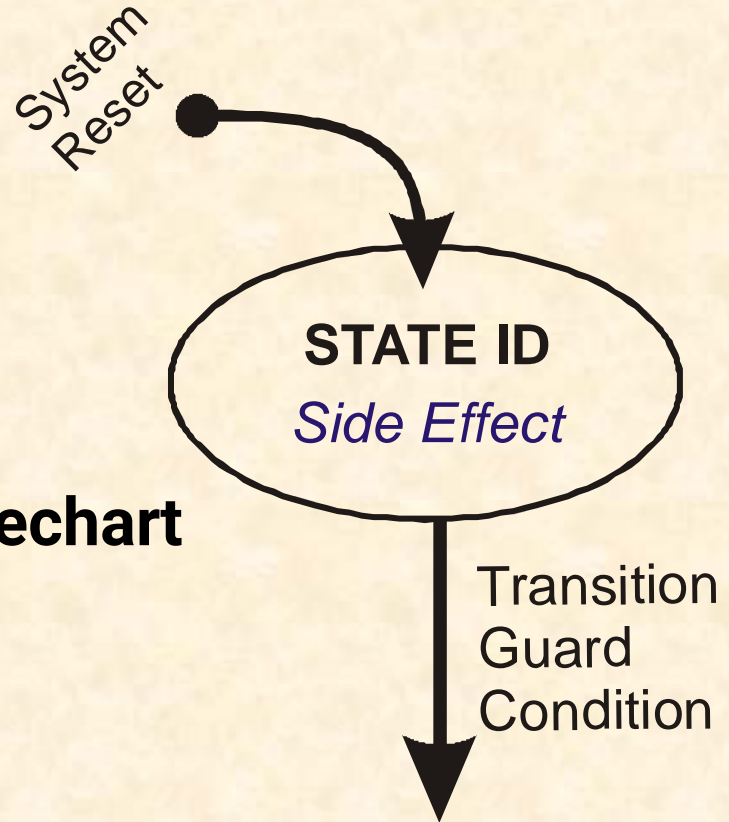 System
Reset
STATE ID
Side Effect
echart
Transition
Guard
Condition